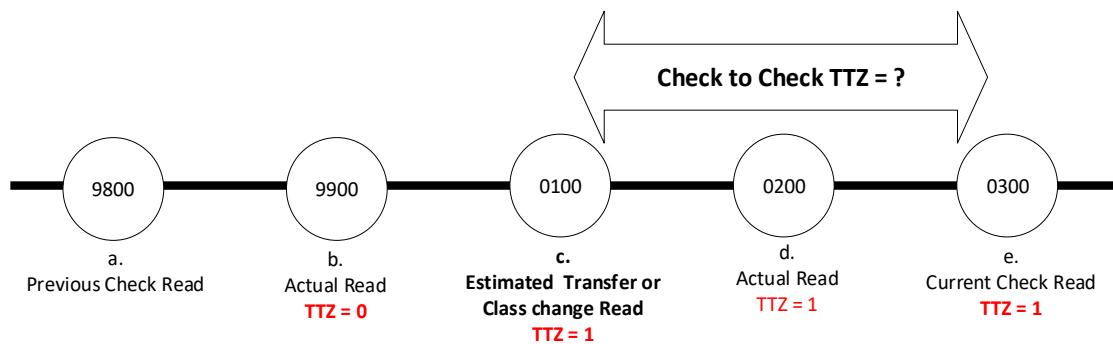 Check to Check TTZ = ?
9800
9900
0100
0200
0300
a.
Previous Check Read
b.
Actual Read
TTZ = 0
c.
Estimated Transfer or
Class change Read
TTZ = 1
d.
Actual Read
TTZ = 1
e.
Current Check Read
TTZ = 1